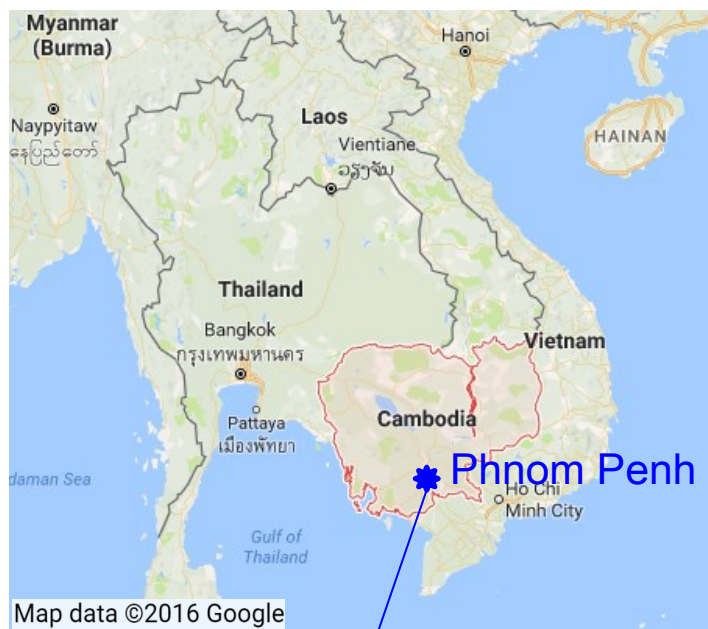 Myanmar
(Burma)
Hanoi
Laos
Naypyitaw
နေပြည်တော်
HAINAN
Vientiane
ວຽງຈັນ
Thailand
Bangkok
กรุงเทพมหานคร
Vietnam
Pattaya
เมืองพัทยา
Cambodia
Phnom Penh
daman Sea
Ho Chi
Minh City
Gulf of
Thailand
Map data ©2016 Google